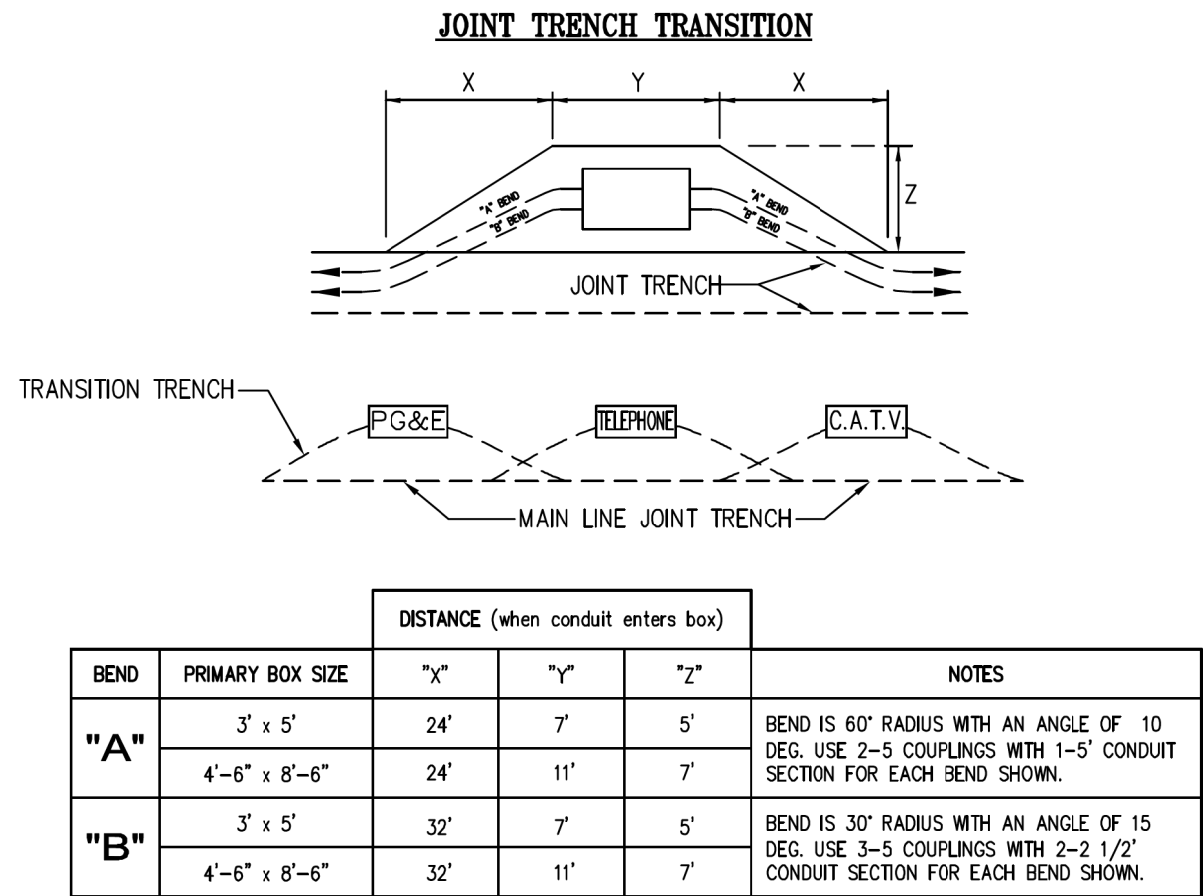 JOINT TRENCH TRANSITION
X Y X
Z
"A" BEND "A" BEND
"B" BEND "B" BEND
JOINT TRENCH
TRANSITION TRENCH
PG&E TELEPHONE C.A.T.V.
MAIN LINE JOINT TRENCH
DISTANCE (when conduit enters box)
BEND PRIMARY BOX SIZE "X" "Y" "Z" NOTES
"A"
3' x 5' 24' 7' 5'
4'-6" x 8'-6" 24' 11' 7'
BEND IS 60° RADIUS WITH AN ANGLE OF 10
DEG. USE 2-5 COUPLINGS WITH 1-5' CONDUIT
SECTION FOR EACH BEND SHOWN.
"B"
3' x 5' 32' 7' 5'
4'-6" x 8'-6" 32' 11' 7'
BEND IS 30° RADIUS WITH AN ANGLE OF 15
DEG. USE 3-5 COUPLINGS WITH 2-2 1/2'
CONDUIT SECTION FOR EACH BEND SHOWN.